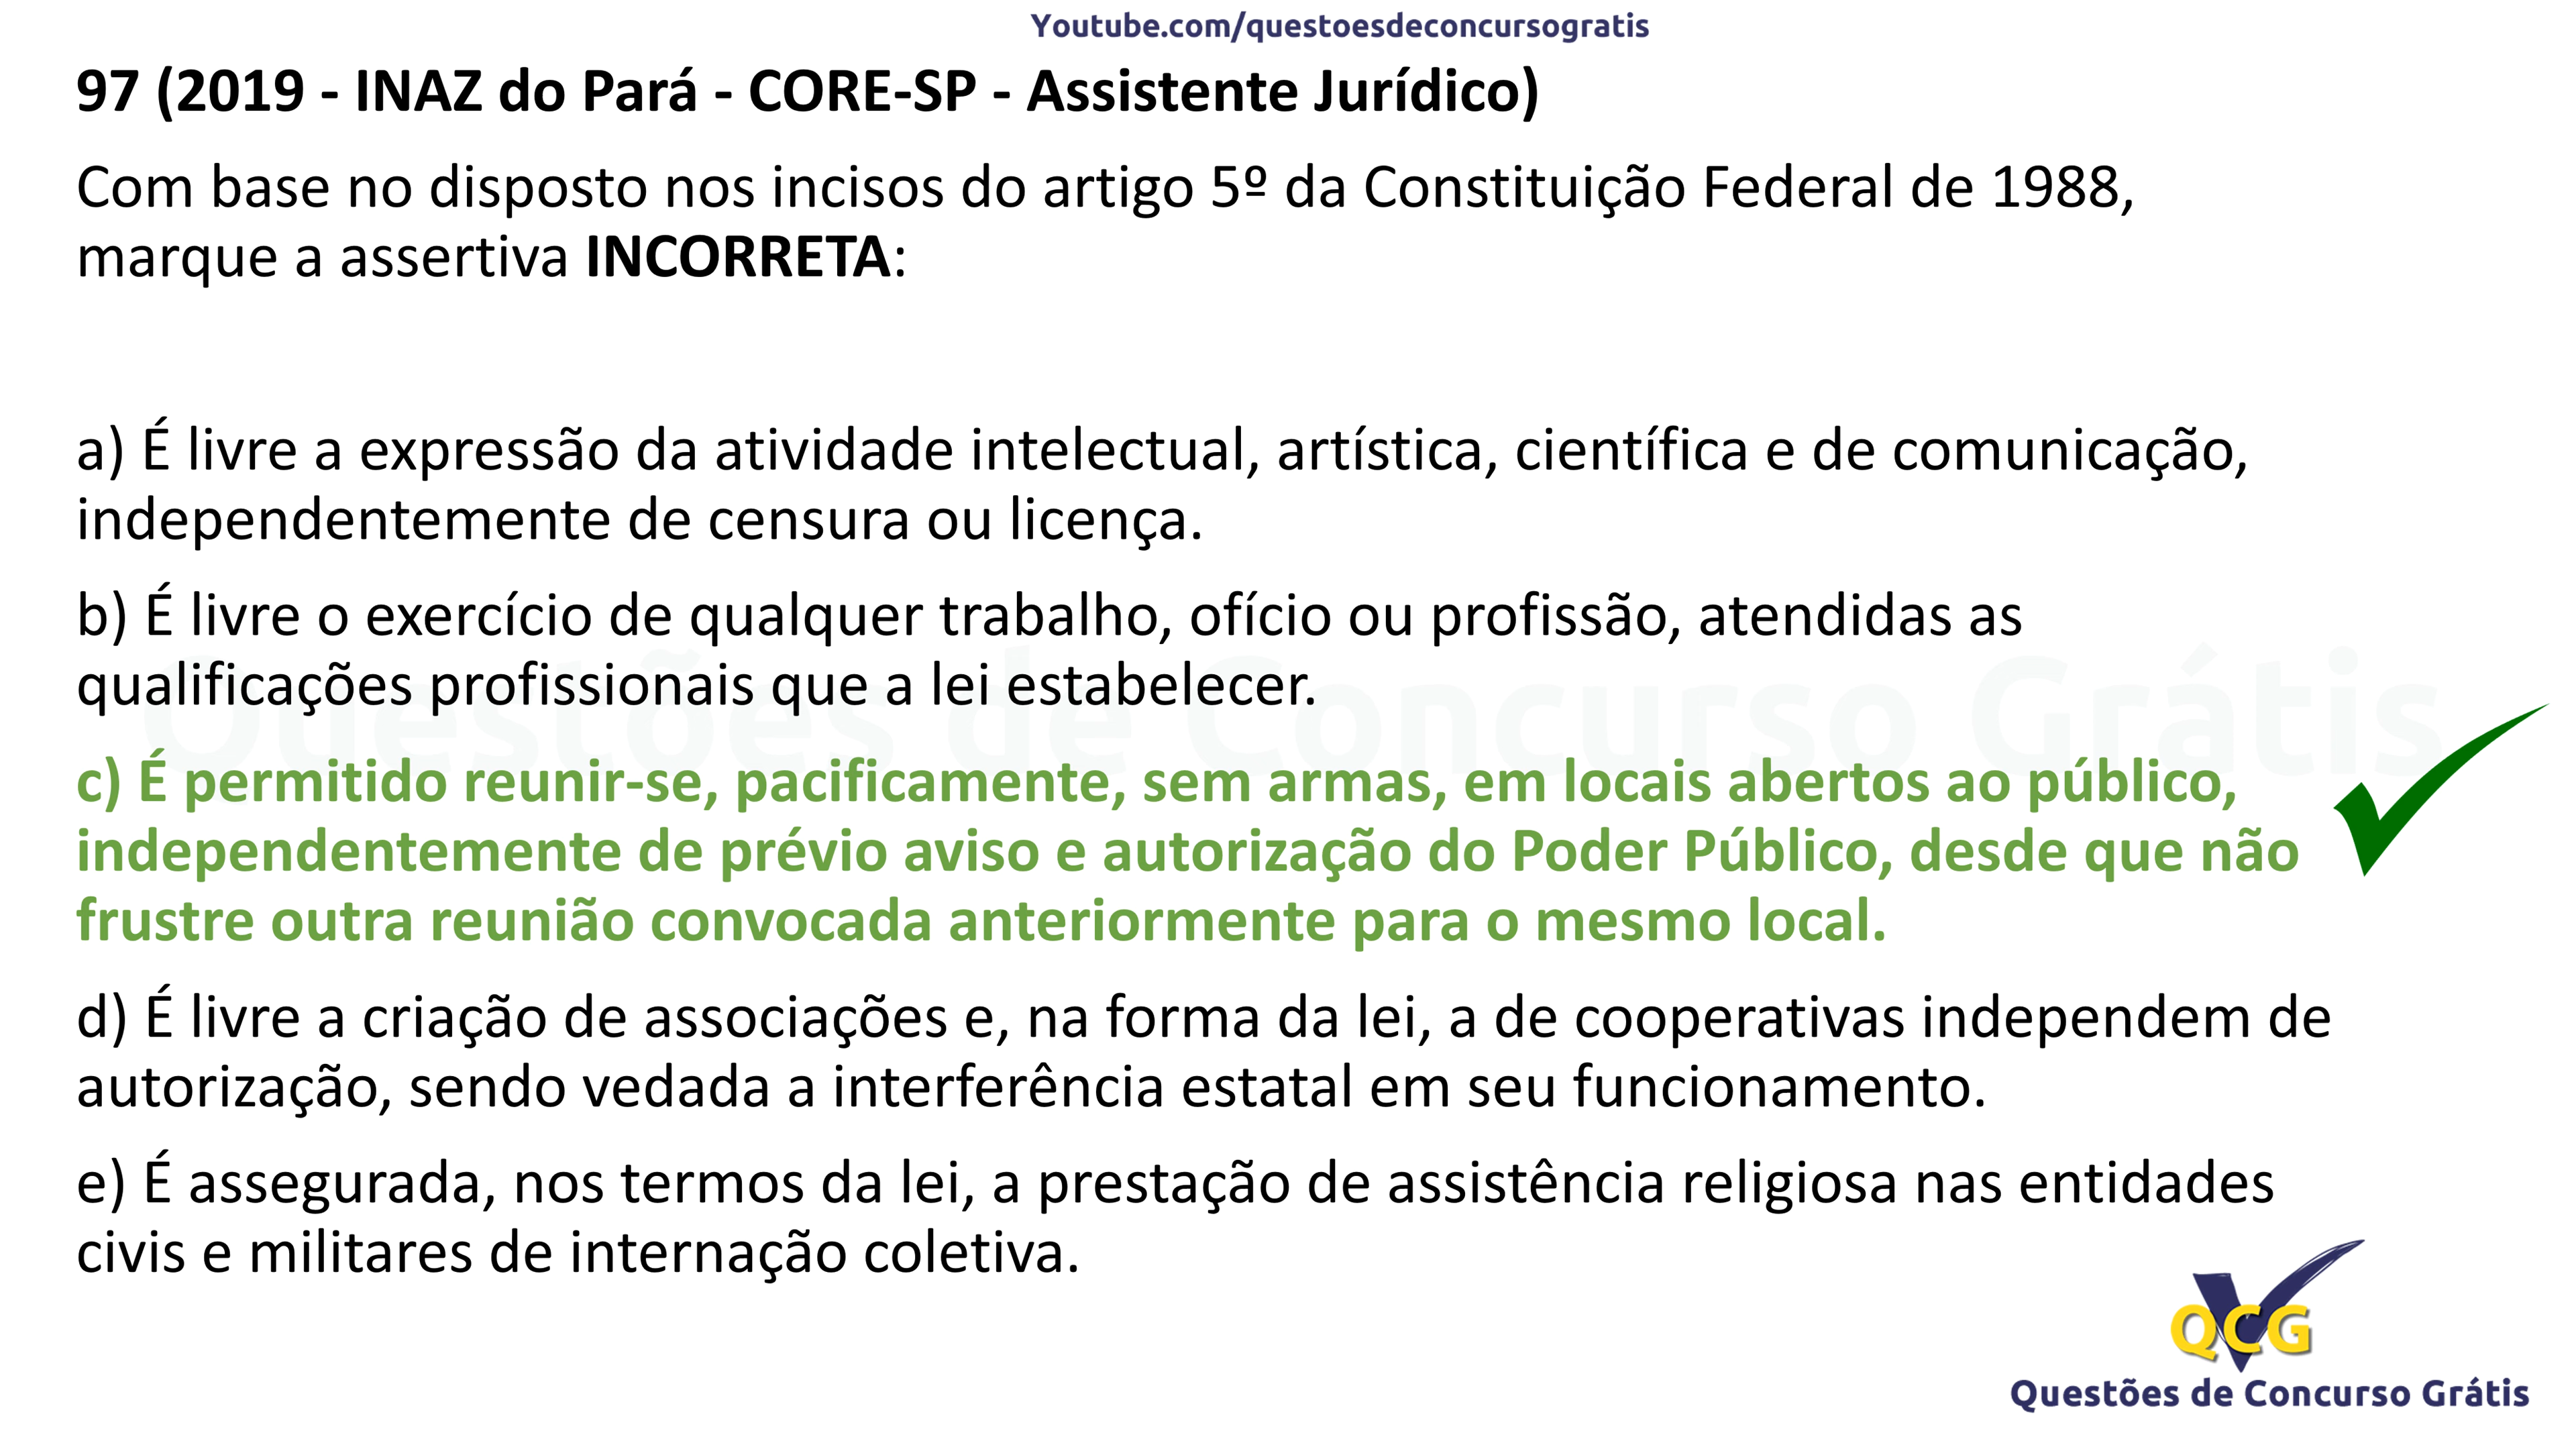 Youtube.com/questoesdeconcursogratis
97 (2019 - INAZ do Pará - CORE-SP - Assistente Jurídico)
Com base no disposto nos incisos do artigo 5º da Constituição Federal de 1988,
marque a assertiva INCORRETA:
a) É livre a expressão da atividade intelectual, artística, científica e de comunicação,
independentemente de censura ou licença.
b) É livre o exercício de qualquer trabalho, ofício ou profissão, atendidas as
qualificações profissionais que a lei estabelecer.
Questões de Concurso Grátis
c) É permitido reunir-se, pacificamente, sem armas, em locais abertos ao público,
independentemente de prévio aviso e autorização do Poder Público, desde que não
frustre outra reunião convocada anteriormente para o mesmo local.
d) É livre a criação de associações e, na forma da lei, a de cooperativas independem de
autorização, sendo vedada a interferência estatal em seu funcionamento.
e) É assegurada, nos termos da lei, a prestação de assistência religiosa nas entidades
civis e militares de internação coletiva.
QCG
Questões de Concurso Grátis